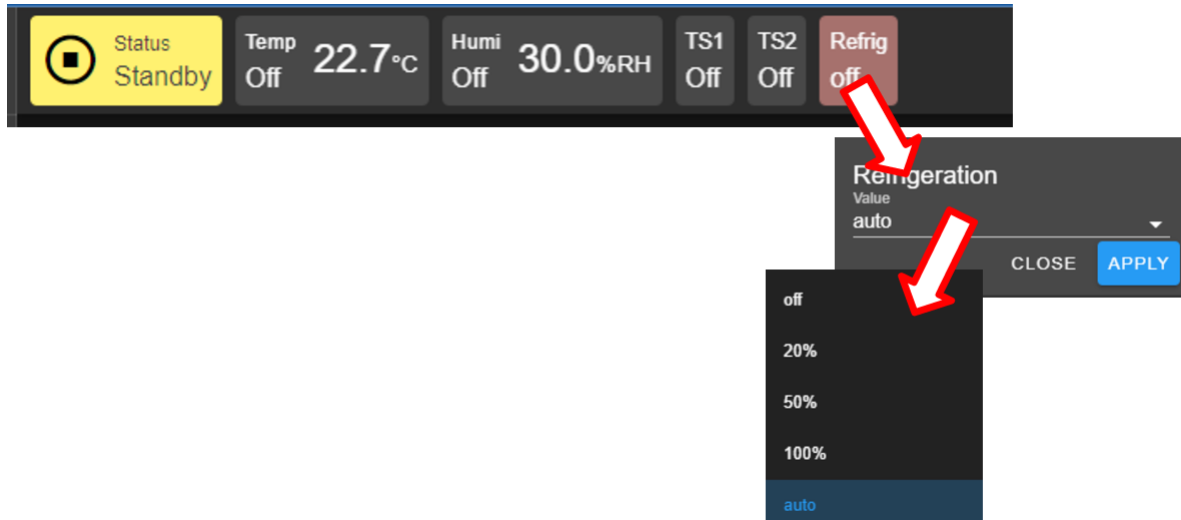 Status
Standby
Temp
Off
22.7°C
Humi
Off
30.0%RH
TS1
Off
TS2
Off
Refrig
off
Refrigeration
Value
auto
CLOSE
APPLY
off
20%
50%
100%
auto